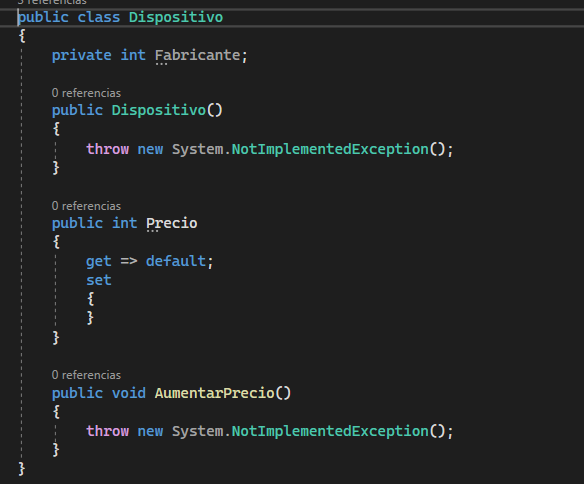 3 referencias
public class Dispositivo
{
private int Fabricante;
0 referencias
public Dispositivo()
{
throw new System.NotImplementedException();
}
0 referencias
public int Precio
{
get => default;
set
{
}
}
0 referencias
public void AumentarPrecio()
{
throw new System.NotImplementedException();
}
}